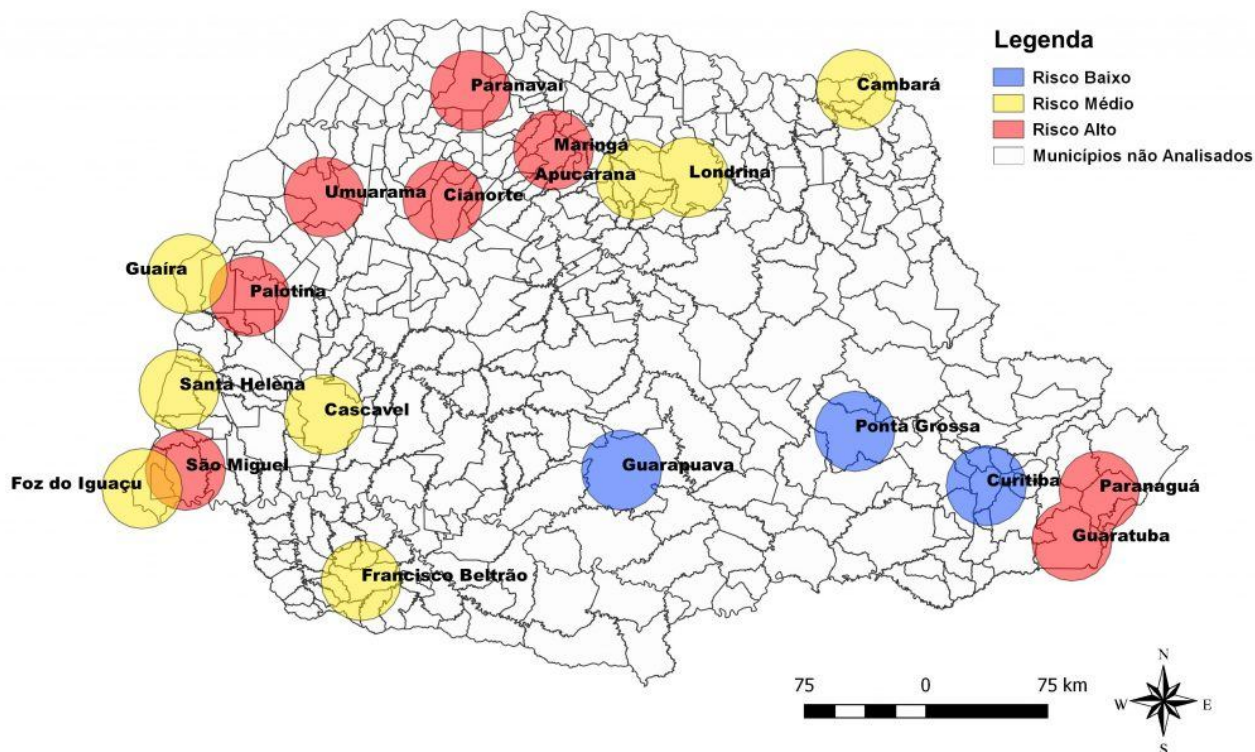 Legenda
Risco Baixo
Risco Médio
Risco Alto
Municípios não Analisados
Paranavaí
Cambará
Maringá
Apucarana
Londrina
Umuarama
Cianorte
Guaíra
Palotina
Santa Helena
Cascavel
Ponta Grossa
São Miguel
Guarapuava
Foz do Iguaçu
Curitiba
Paranaguá
Guaratuba
Francisco Beltrão
75 0 75 km
N
W E
S